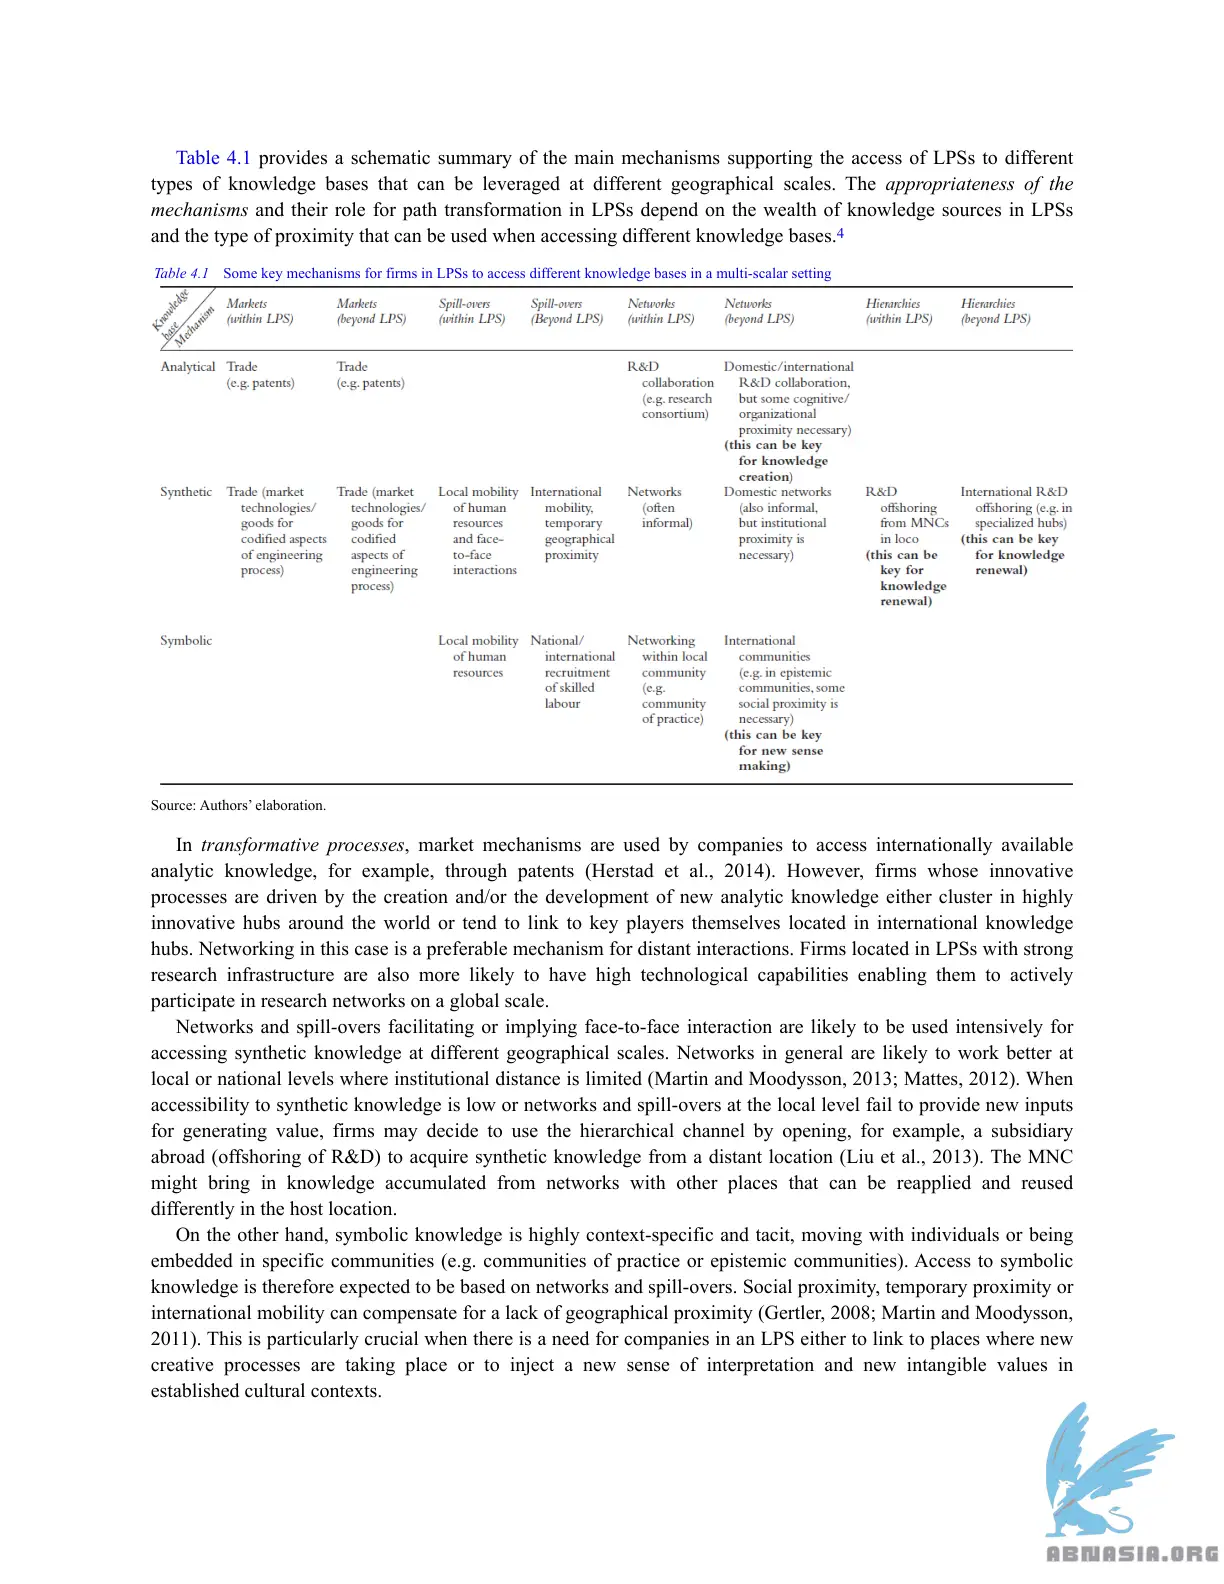 Table 4.1 provides a schematic summary of the main mechanisms supporting the access of LPSs to different
types of knowledge bases that can be leveraged at different geographical scales. The appropriateness of the
mechanisms and their role for path transformation in LPSs depend on the wealth of knowledge sources in LPSs
and the type of proximity that can be used when accessing different knowledge bases.4
Table 4.1 Some key mechanisms for firms in LPSs to access different knowledge bases in a multi-scalar setting
Knowledge
base
Mechanism
Markets
(within LPS)
Markets
(beyond LPS)
Spill-overs
(within LPS)
Spill-overs
(Beyond LPS)
Networks
(within LPS)
Networks
(beyond LPS)
Hierarchies
(within LPS)
Hierarchies
(beyond LPS)
Analytical
Trade
(e.g. patents)
Trade
(e.g. patents)
R&D
collaboration
(e.g. research
consortium)
Domestic/international
R&D collaboration,
but some cognitive/
organizational
proximity necessary)
(this can be key
for knowledge
creation)
Synthetic
Trade (market
technologies/
goods for
codified aspects
of engineering
process)
Trade (market
technologies/
goods for
codified
aspects of
engineering
process)
Local mobility
of human
resources
and face-
to-face
interactions
International
mobility,
temporary
geographical
proximity
Networks
(often
informal)
Domestic networks
(also informal,
but institutional
proximity is
necessary)
R&D
offshoring
from MNCs
in loco
(this can be
key for
knowledge
renewal)
International R&D
offshoring (e.g. in
specialized hubs)
(this can be key
for knowledge
renewal)
Symbolic
Local mobility
of human
resources
National/
international
recruitment
of skilled
labour
Networking
within local
community
(e.g.
community
of practice)
International
communities
(e.g. in epistemic
communities, some
social proximity is
necessary)
(this can be key
for new sense
making)
Source: Authors' elaboration.
In transformative processes, market mechanisms are used by companies to access internationally available
analytic knowledge, for example, through patents (Herstad et al., 2014). However, firms whose innovative
processes are driven by the creation and/or the development of new analytic knowledge either cluster in highly
innovative hubs around the world or tend to link to key players themselves located in international knowledge
hubs. Networking in this case is a preferable mechanism for distant interactions. Firms located in LPSs with strong
research infrastructure are also more likely to have high technological capabilities enabling them to actively
participate in research networks on a global scale.
Networks and spill-overs facilitating or implying face-to-face interaction are likely to be used intensively for
accessing synthetic knowledge at different geographical scales. Networks in general are likely to work better at
local or national levels where institutional distance is limited (Martin and Moodysson, 2013; Mattes, 2012). When
accessibility to synthetic knowledge is low or networks and spill-overs at the local level fail to provide new inputs
for generating value, firms may decide to use the hierarchical channel by opening, for example, a subsidiary
abroad (offshoring of R&D) to acquire synthetic knowledge from a distant location (Liu et al., 2013). The MNC
might bring in knowledge accumulated from networks with other places that can be reapplied and reused
differently in the host location.
On the other hand, symbolic knowledge is highly context-specific and tacit, moving with individuals or being
embedded in specific communities (e.g. communities of practice or epistemic communities). Access to symbolic
knowledge is therefore expected to be based on networks and spill-overs. Social proximity, temporary proximity or
international mobility can compensate for a lack of geographical proximity (Gertler, 2008; Martin and Moodysson,
2011). This is particularly crucial when there is a need for companies in an LPS either to link to places where new
creative processes are taking place or to inject a new sense of interpretation and new intangible values in
established cultural contexts.
ABNASIA.ORG